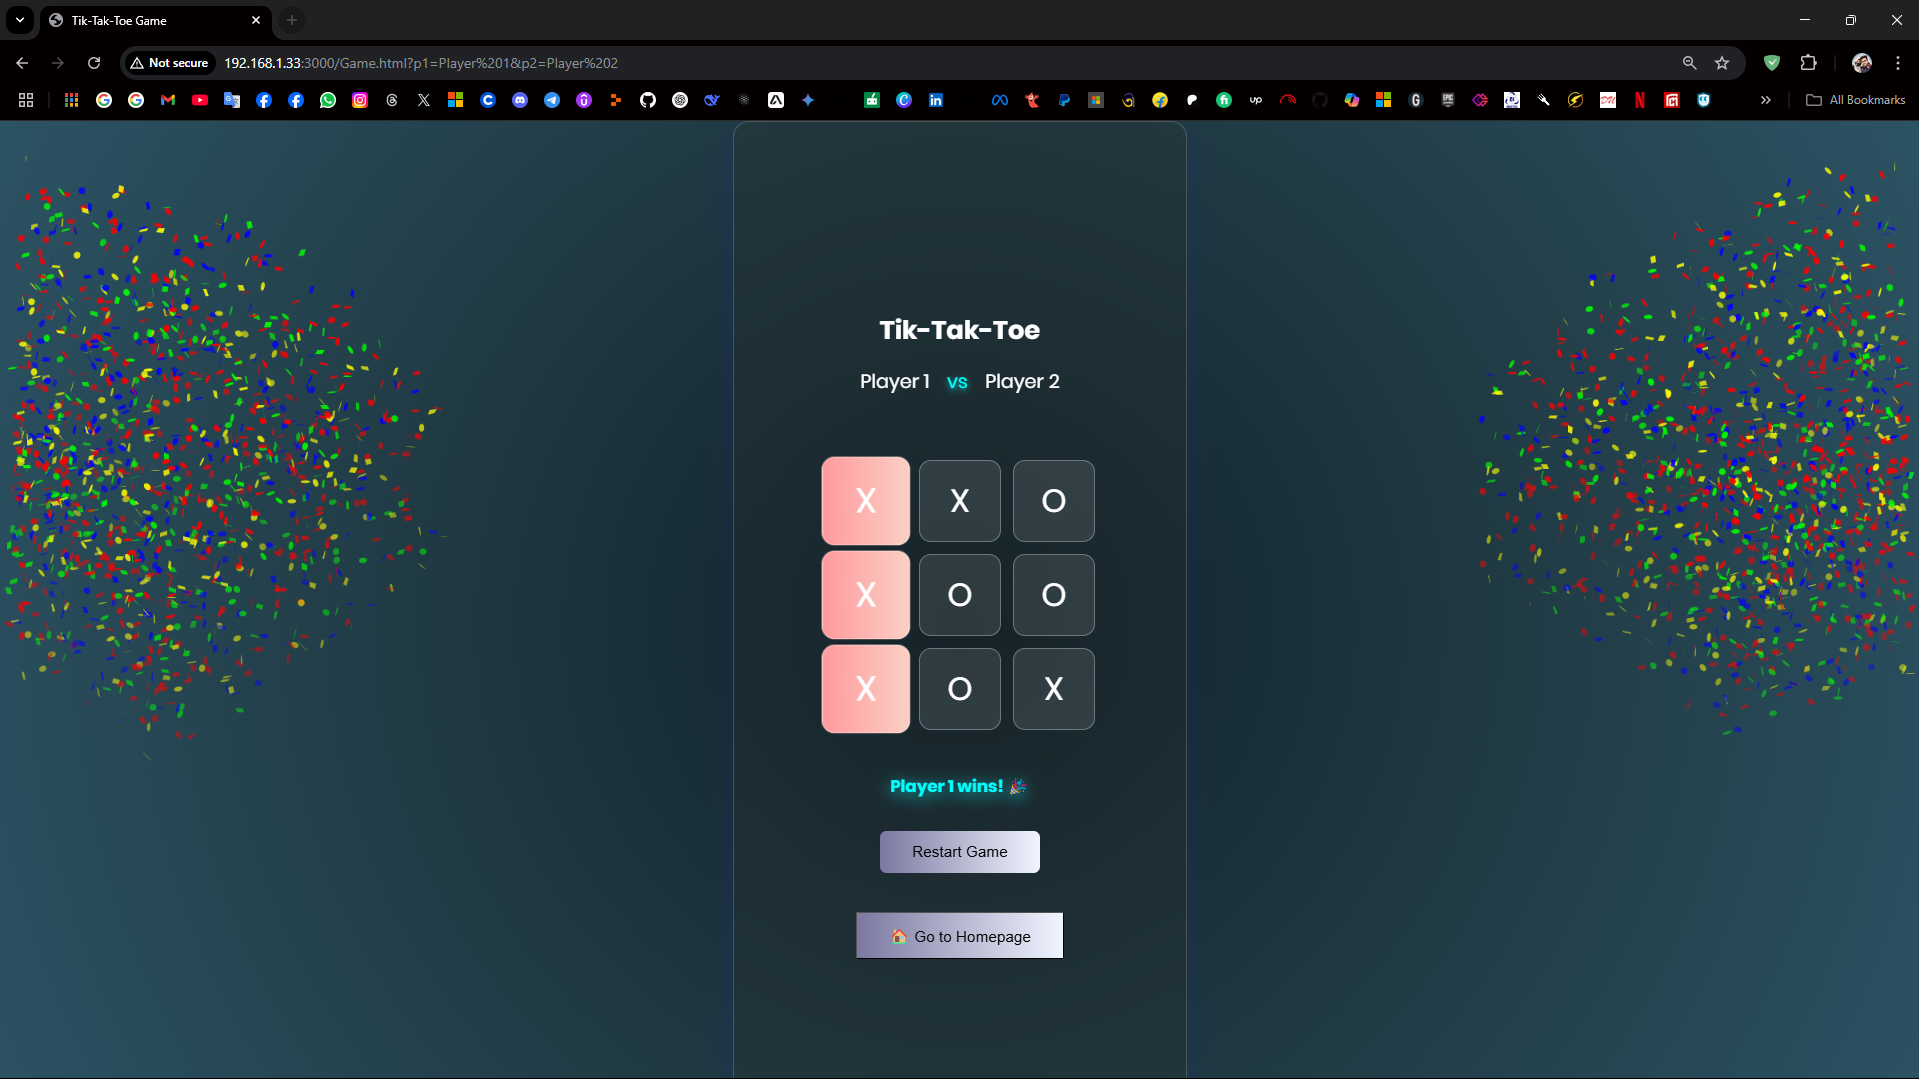 Tik-Tak-Toe Game
Not secure
192.168.1.33:3000/Game.html?p1=Player%201&p2=Player%202
All Bookmarks
Tik-Tak-Toe
Player 1 vs Player 2
X X O
X O O
X O X
Player 1 wins! 🎉
Restart Game
🏠 Go to Homepage